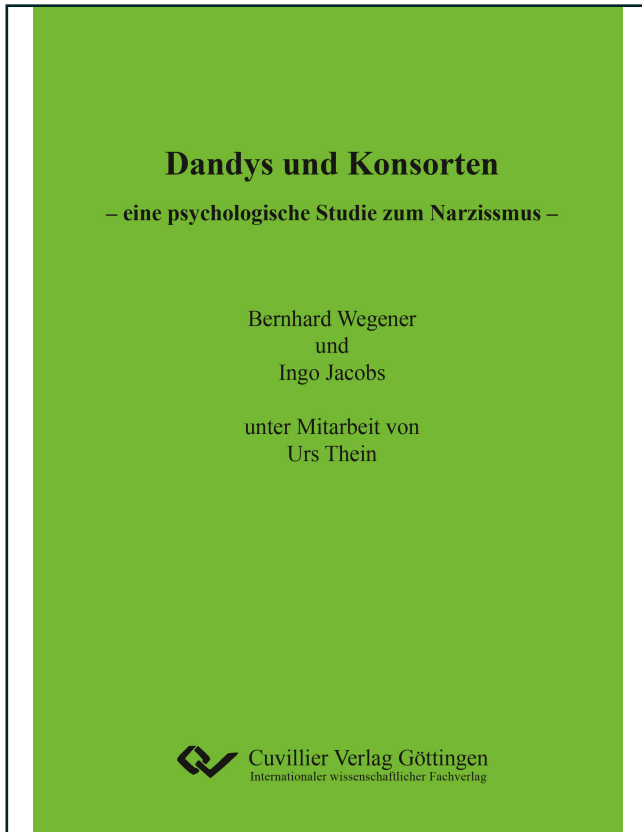 Dandys und Konsorten
– eine psychologische Studie zum Narzissmus –
Bernhard Wegener
und
Ingo Jacobs
unter Mitarbeit von
Urs Thein
Cuvillier Verlag Göttingen
Internationaler wissenschaftlicher Fachverlag